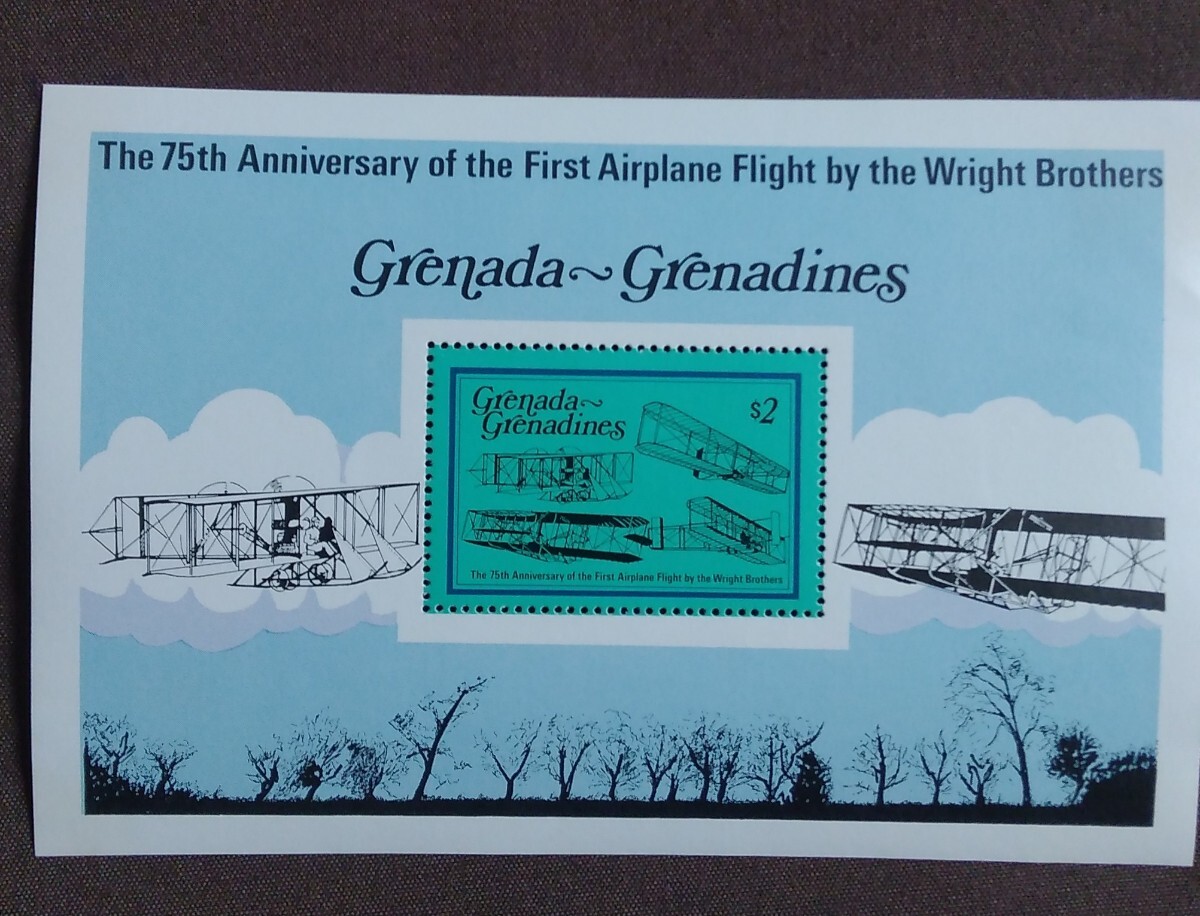 The 75th Anniversary of the First Airplane Flight by the Wright Brothers
Grenada~Grenadines
Grenada~
Grenadines
$2
The 75th Anniversary of the First Airplane Flight by the Wright Brothers